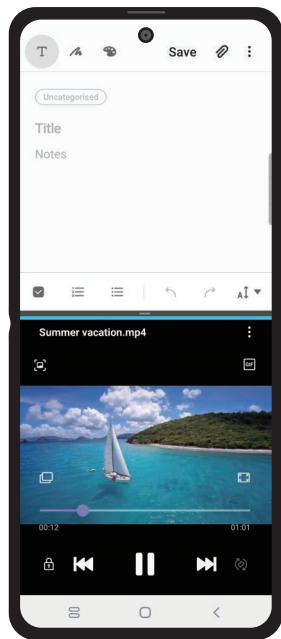 T
Save
Uncategorised
Title
Notes
A
Summer vacation.mp4
GIF
00:12 01:01